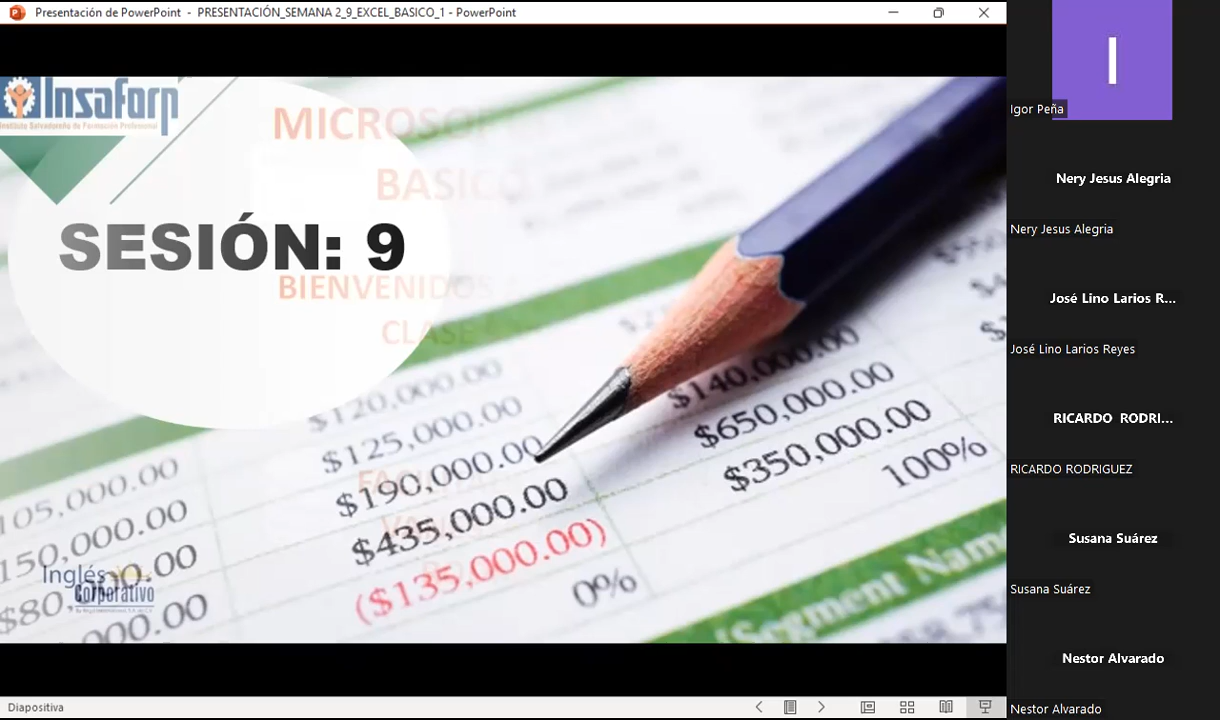 Presentación de PowerPoint - PRESENTACIÓN_SEMANA 2_9_EXCEL_BASICO_1 - PowerPoint
Insaforp
Instituto Salvadoreño de Formación Profesional
MICROSOF
BASICO
SESIÓN: 9
BIENVENIDOS
CLASE
$120,000.00
$125,000.00
$190,000.00
$435,000.00
($135,000.00)
0%
$140,000.00
$650,000.00
$350,000.00
100%
105,000.00
150,000.00
$80,
000.00
Segment Nam
Inglés
Corporativo
Diapositiva
I
Igor Peña
Nery Jesus Alegria
Nery Jesus Alegria
José Lino Larios R...
José Lino Larios Reyes
RICARDO RODRI...
RICARDO RODRIGUEZ
Susana Suárez
Susana Suárez
Nestor Alvarado
Nestor Alvarado